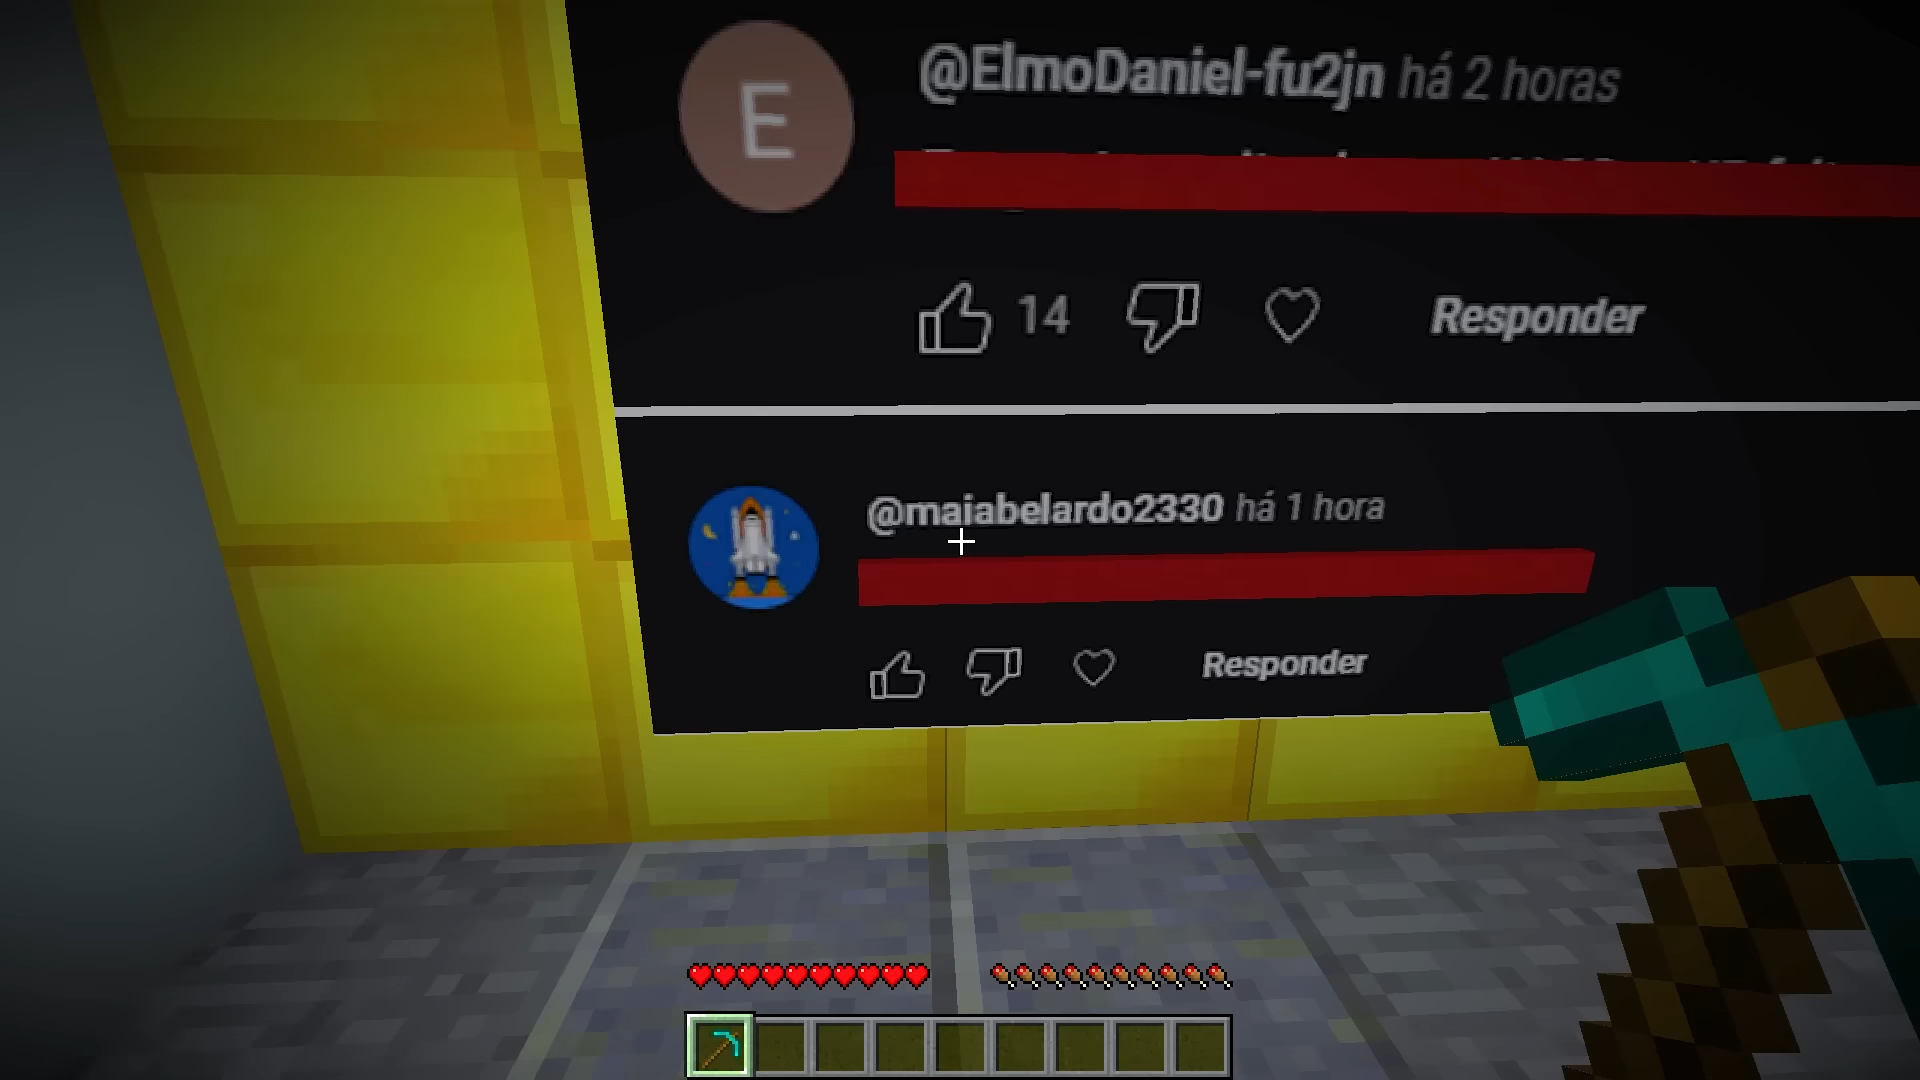 E
@ElmoDaniel-fu2jn há 2 horas
14
Responder
@maiabelardo2330 há 1 hora
Responder